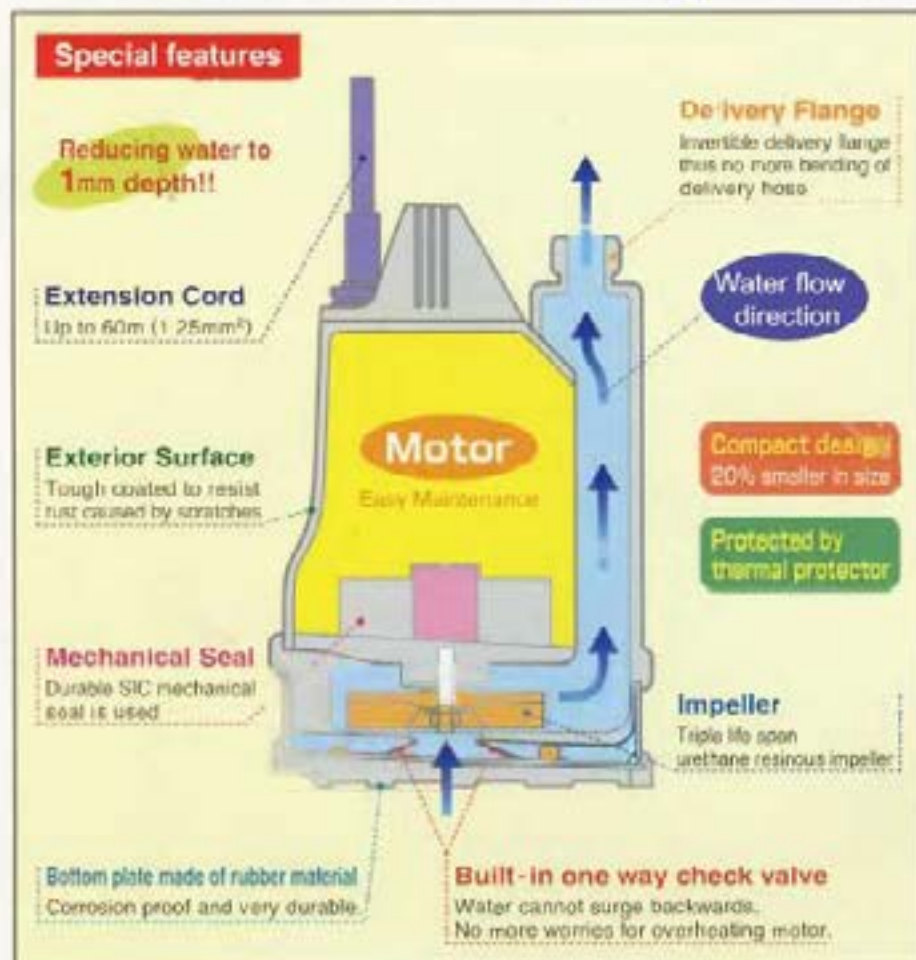 Special features
Reducing water to
1mm depth!!
Delivery Flange
Invertible delivery flange
thus no more bending of
delivery hose
Extension Cord
Up to 60m (1.25mm²)
Water flow
direction
Exterior Surface
Tough coated to resist
rust caused by scratches
Motor
Easy Maintenance
Compact design
20% smaller in size
Protected by
thermal protector
Mechanical Seal
Durable SIC mechanical
seal is used
Impeller
Triple life span
urethane resinous impeller
Bottom plate made of rubber material
Corrosion proof and very durable.
Built-in one way check valve
Water cannot surge backwards.
No more worries for overheating motor.